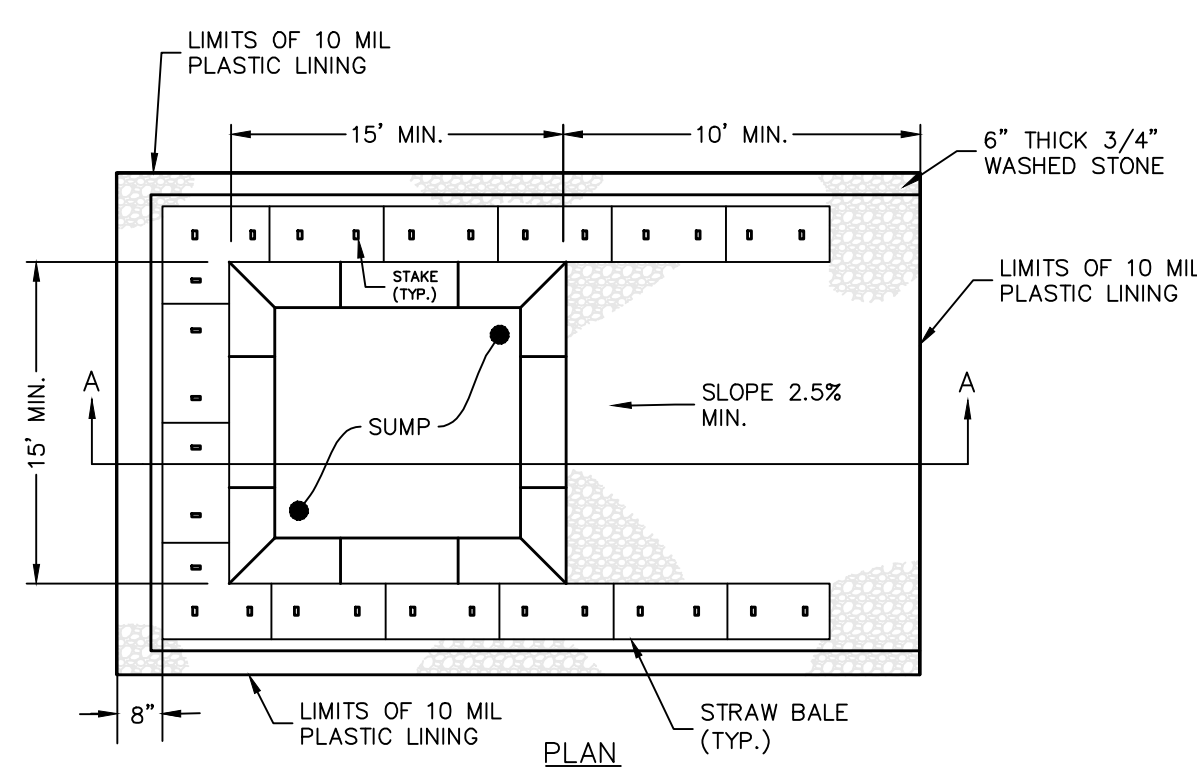 LIMITS OF 10 MIL
PLASTIC LINING
15' MIN.
10' MIN.
6" THICK 3/4"
WASHED STONE
STAKE
(TYP.)
LIMITS OF 10 MIL
PLASTIC LINING
A
A
SLOPE 2.5%
MIN.
15' MIN.
SUMP
8"
LIMITS OF 10 MIL
PLASTIC LINING
STRAW BALE
(TYP.)
PLAN